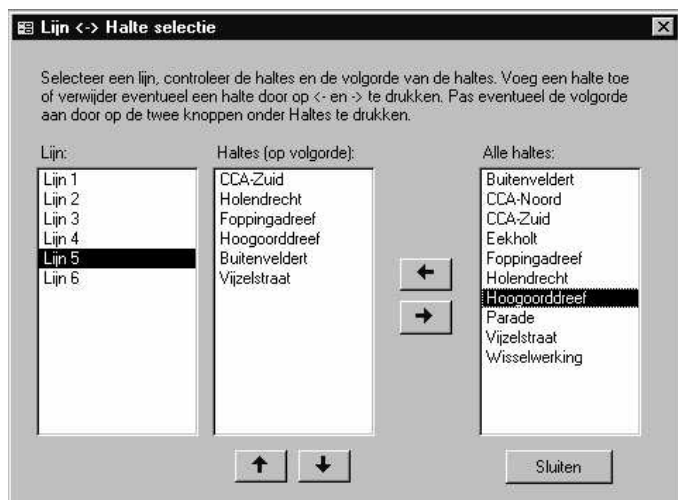 Lijn <-> Halte selectie
Selecteer een lijn, controleer de haltes en de volgorde van de haltes. Voeg een halte toe
of verwijder eventueel een halte door op <- en -> te drukken. Pas eventueel de volgorde
aan door op de twee knoppen onder Haltes te drukken.
Lijn:
Lijn 1
Lijn 2
Lijn 3
Lijn 4
Lijn 5
Lijn 6
Haltes (op volgorde):
CCA-Zuid
Holendrecht
Foppingadreef
Hoogoorddreef
Buitenveldert
Vijzelstraat
Alle haltes:
Buitenveldert
CCA-Noord
CCA-Zuid
Eekholt
Foppingadreef
Holendrecht
Hoogoorddreef
Parade
Vijzelstraat
Wisselwerking
Sluiten